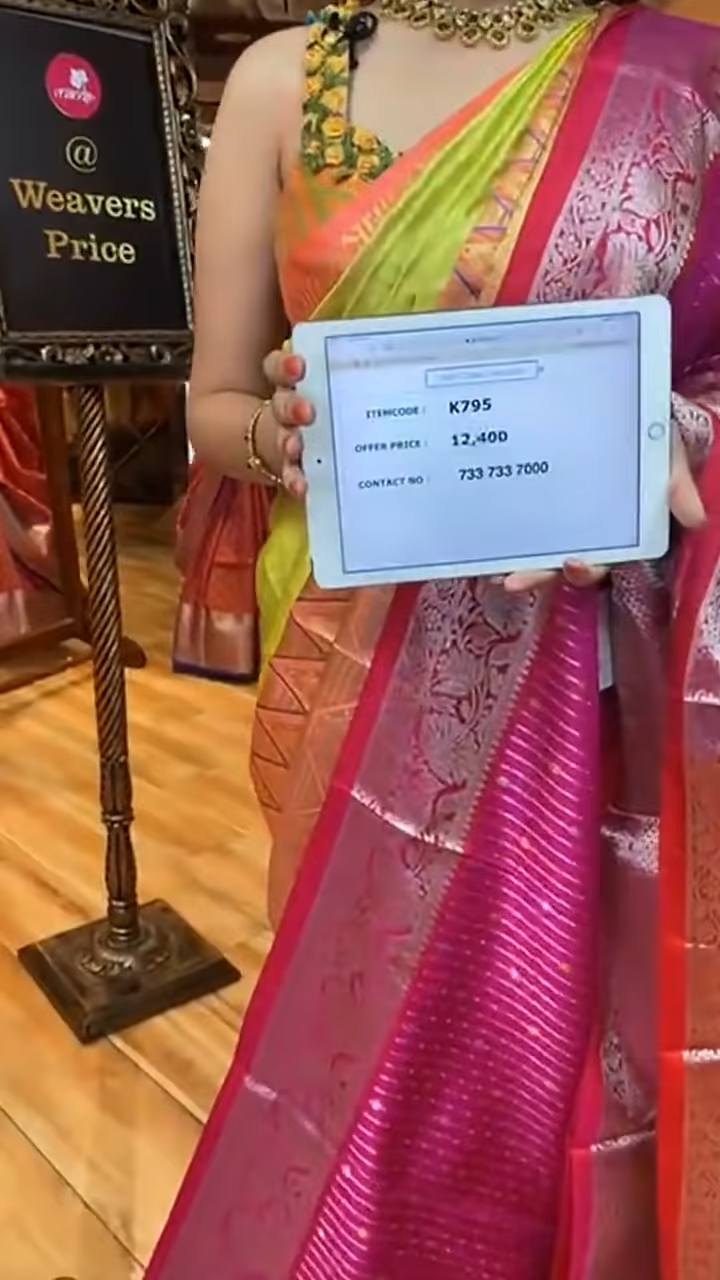 @
Weavers
Price
ITEMCODE : K795
OFFER PRICE : 12,400
CONTACT NO : 733 733 7000